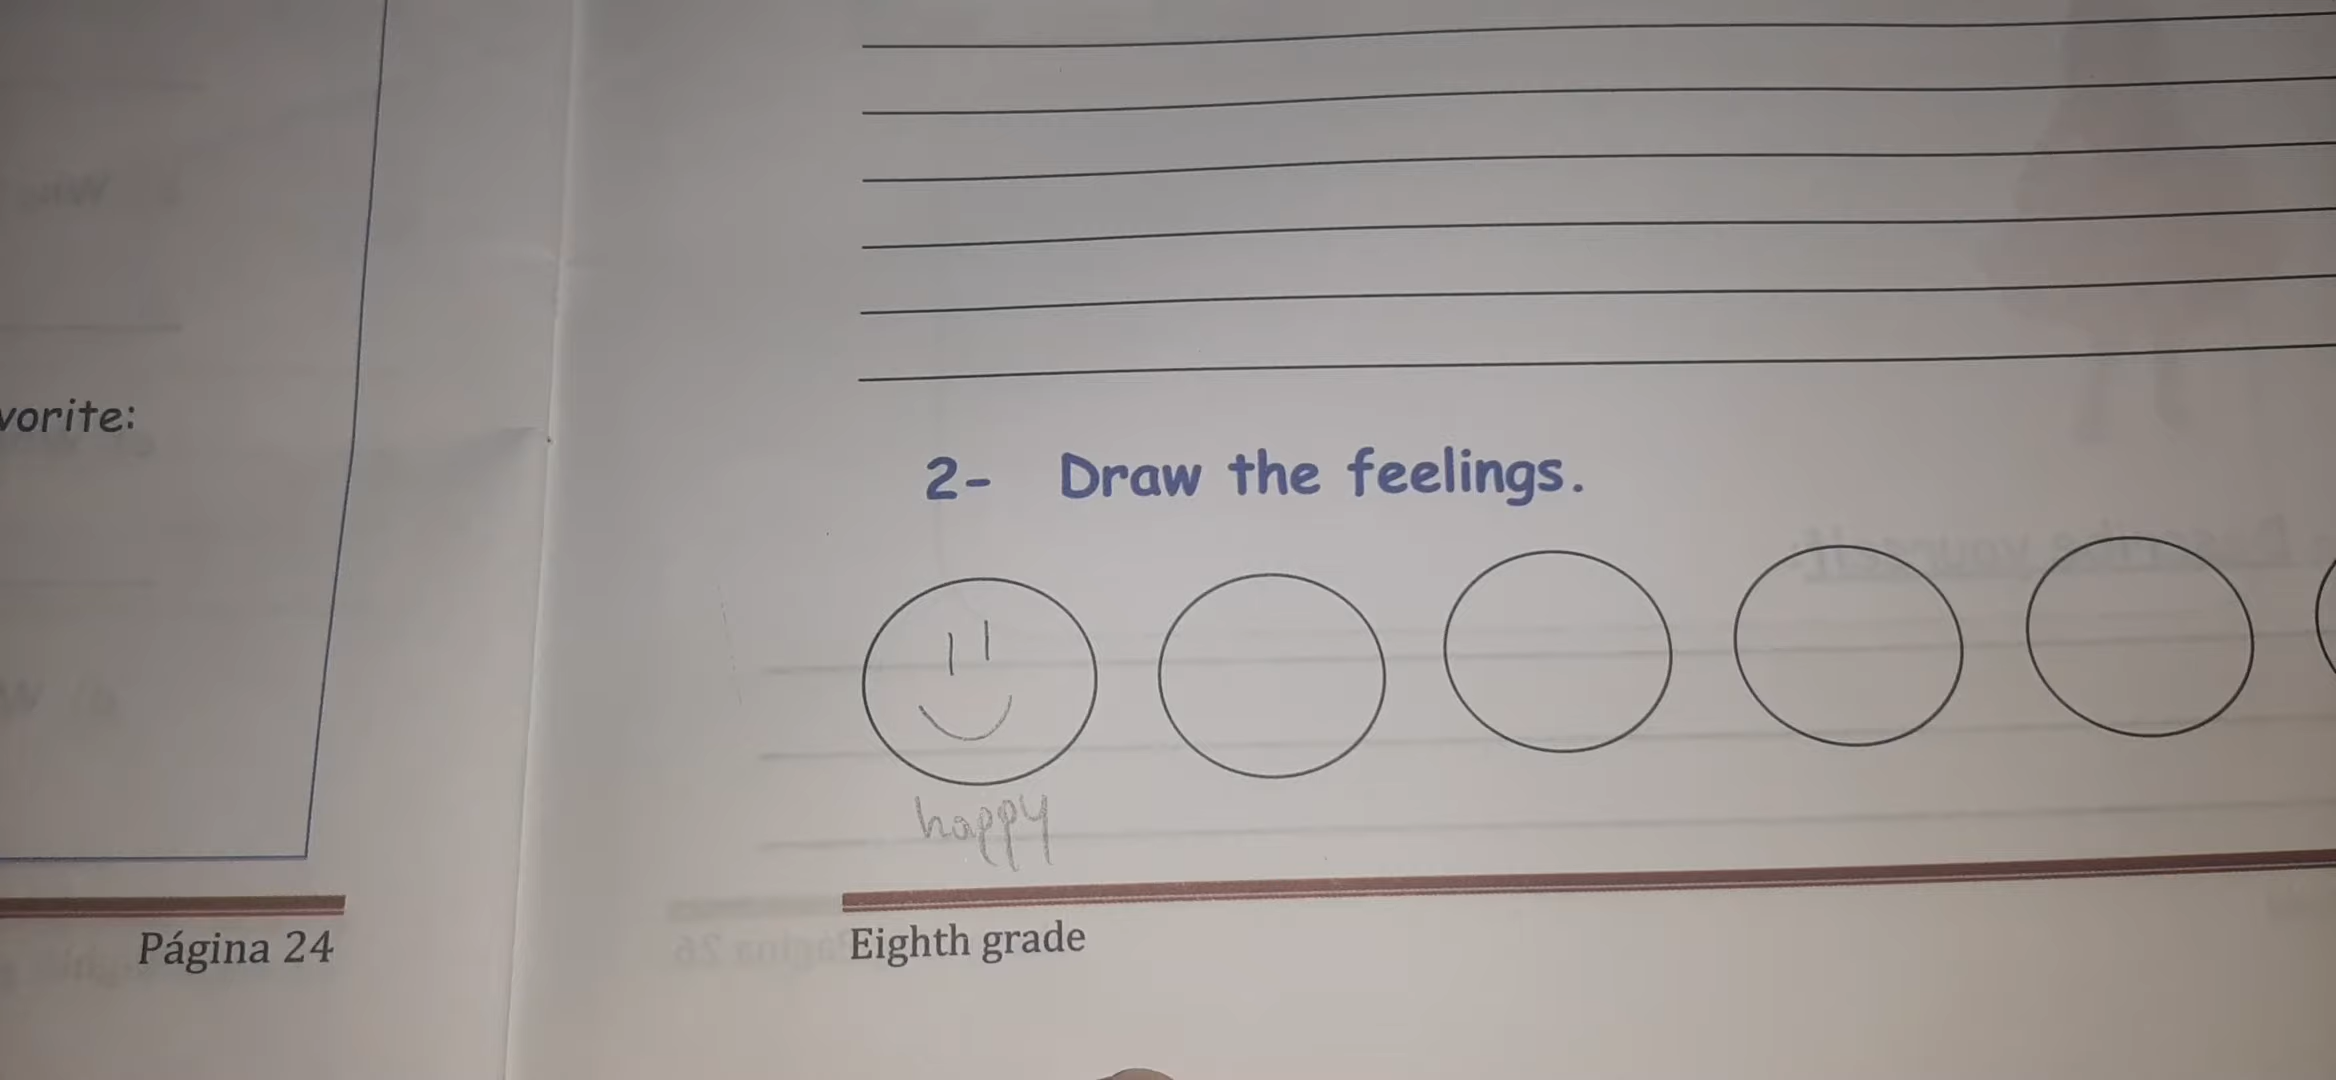 vorite:
Página 24
2- Draw the feelings.
happy
Eighth grade